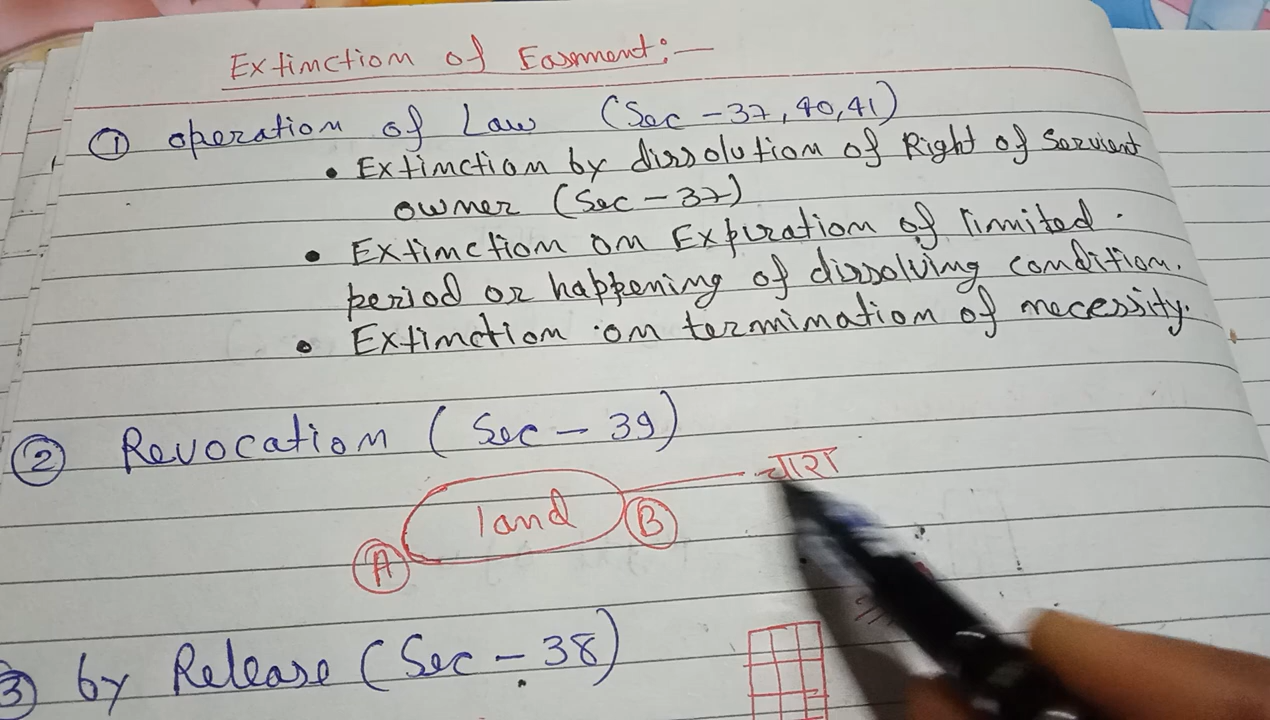 Extinction of Easment:—
① operation of Law (Sec - 37, 40, 41)
• Extinction by dissolution of Right of Servient
owner (Sec - 37)
• Extinction on Expiration of limited
period or happening of dissolving condition.
• Extinction on termination of necessity.
② Revocation (Sec - 39)
land चारा
A B
③ by Release (Sec - 38)